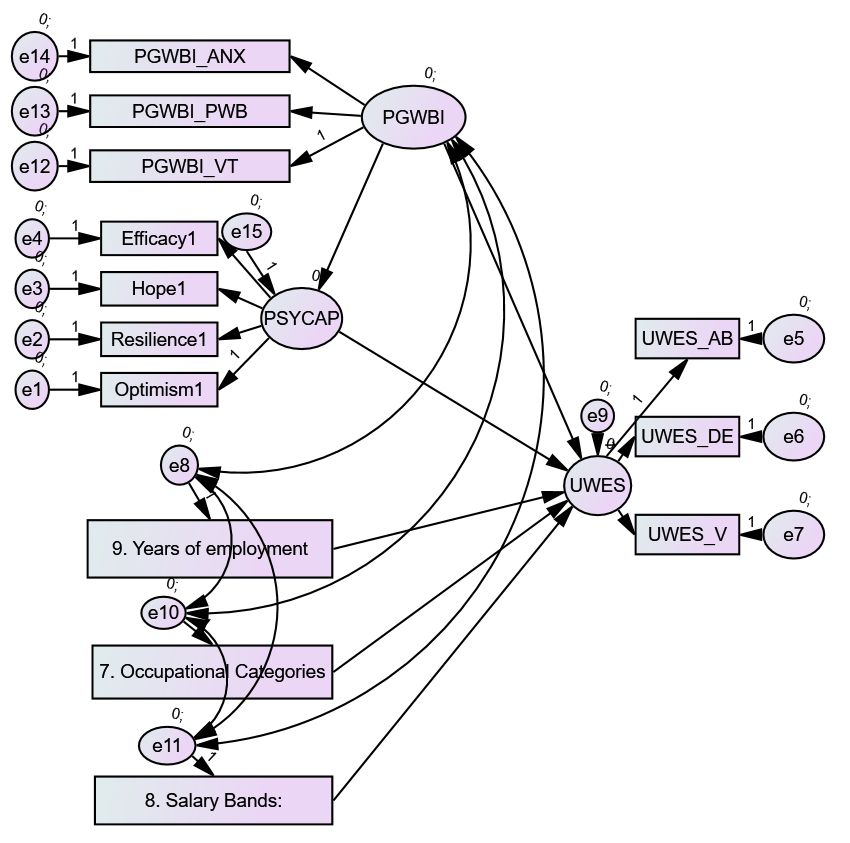 0;
e14
1
PGWBI_ANX
0;
PGWBI
0;
e13
1
PGWBI_PWB
0;
e12
1
PGWBI_VT
1
0;
e4
1
Efficacy1
0;
e15
1
0;
e3
1
Hope1
0
PSYCAP
0;
e2
1
Resilience1
0;
e1
1
Optimism1
1
0;
e5
1
UWES_AB
1
0;
e9
0
UWES
0;
e6
1
UWES_DE
0;
e7
1
UWES_V
0;
e8
1
9. Years of employment
0;
e10
7. Occupational Categories
0;
e11
1
8. Salary Bands: